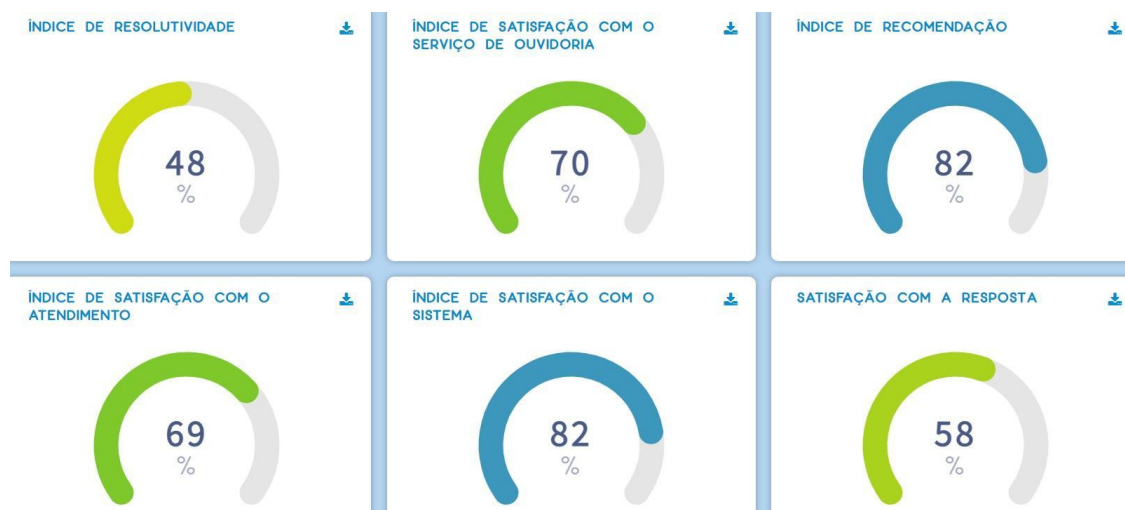 ÍNDICE DE RESOLUTIVIDADE
48
%
ÍNDICE DE SATISFAÇÃO COM O
SERVIÇO DE OUVIDORIA
70
%
ÍNDICE DE RECOMENDAÇÃO
82
%
ÍNDICE DE SATISFAÇÃO COM O
ATENDIMENTO
69
%
ÍNDICE DE SATISFAÇÃO COM O
SISTEMA
82
%
SATISFAÇÃO COM A RESPOSTA
58
%